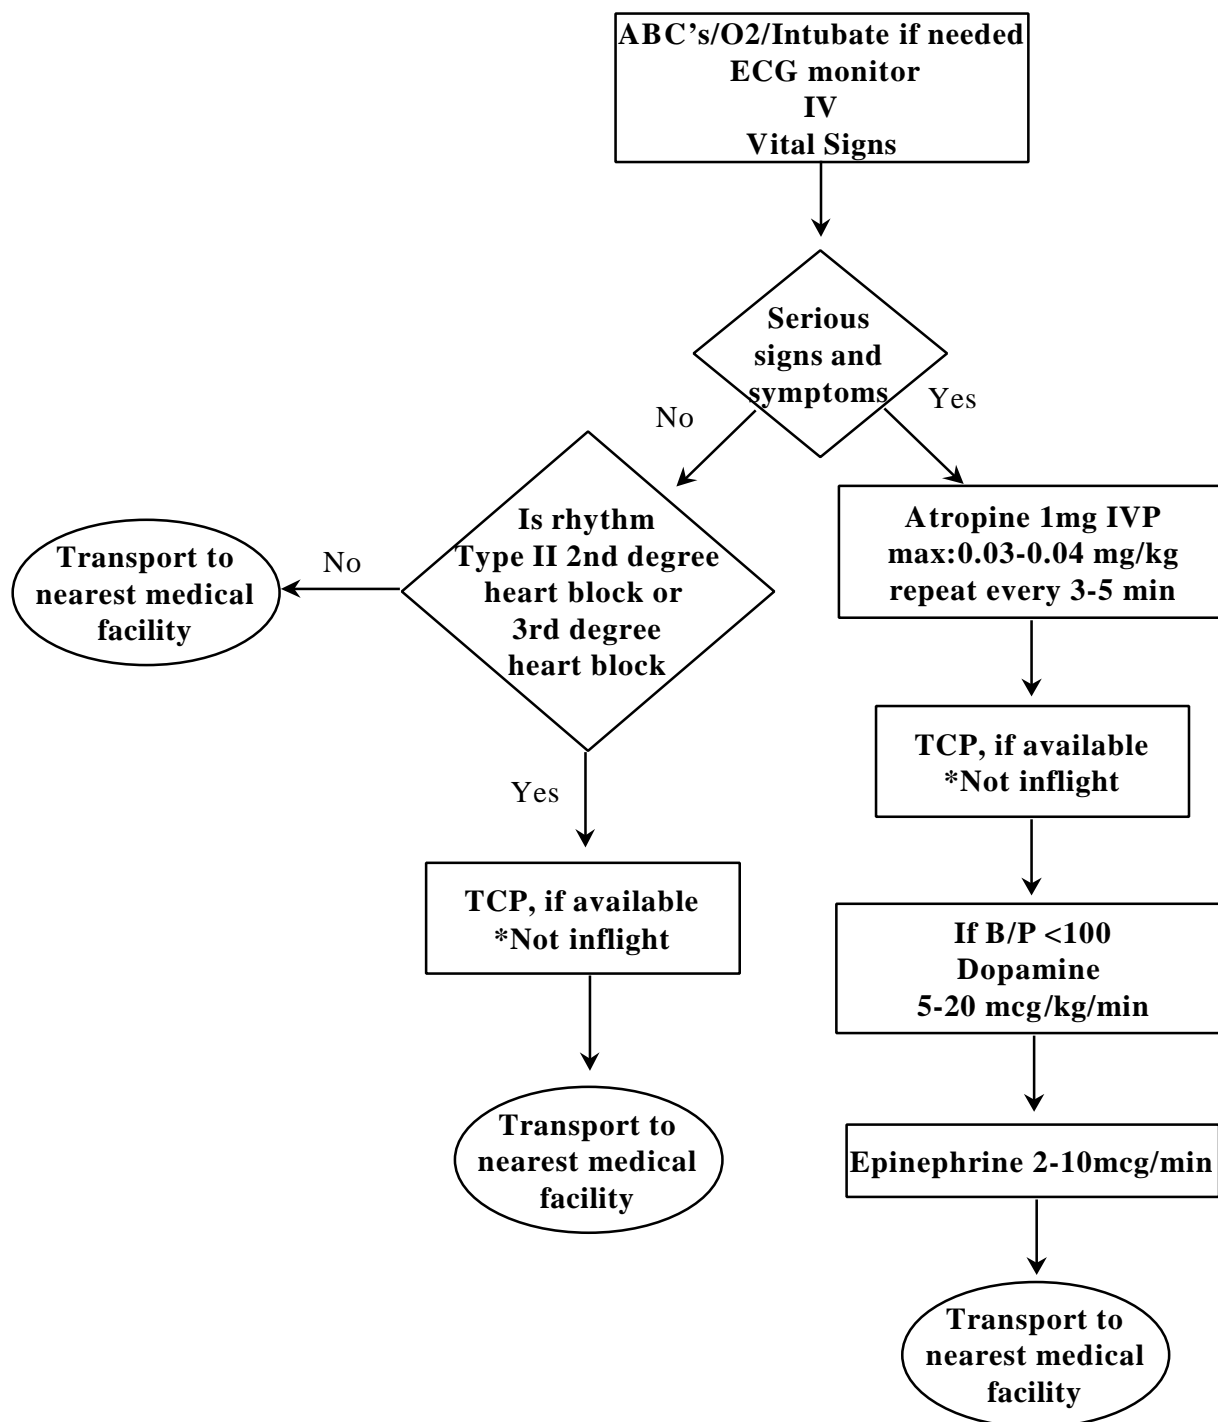 ABC’s/O2/Intubate if needed
ECG monitor
IV
Vital Signs
Serious
signs and
symptoms
No
Yes
Is rhythm
Type II 2nd degree
heart block or
3rd degree
heart block
No
Transport to
nearest medical
facility
Yes
TCP, if available
*Not inflight
Transport to
nearest medical
facility
Atropine 1mg IVP
max:0.03-0.04 mg/kg
repeat every 3-5 min
TCP, if available
*Not inflight
If B/P <100
Dopamine
5-20 mcg/kg/min
Epinephrine 2-10mcg/min
Transport to
nearest medical
facility